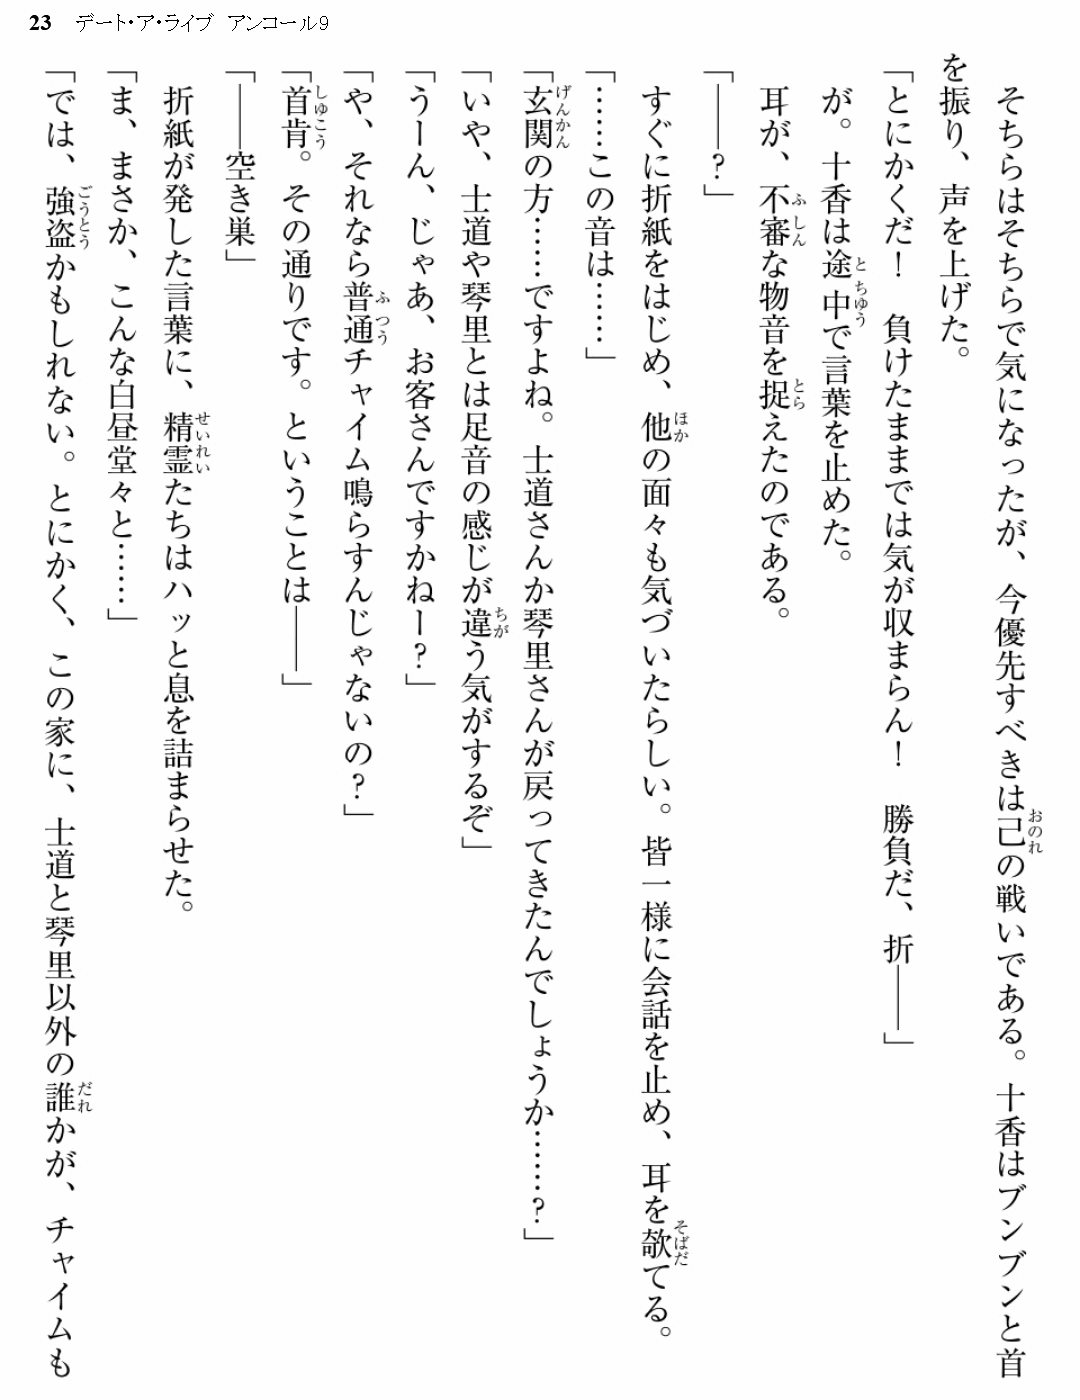 23 デート・ア・ライブ アンコール9
そちらはそちらで気になったが、今優先すべきは己の戦いである。十香はブンブンと首
を振り、声を上げた。
「とにかくだ！　負けたままでは気が収まらん！　勝負だ、折――」
が。十香は途中で言葉を止めた。
耳が、不審な物音を捉えたのである。
「――？」
すぐに折紙をはじめ、他の面々も気づいたらしい。皆一様に会話を止め、耳を欹てる。
「……この音は……」
「玄関の方……ですよね。士道さんか琴里さんが戻ってきたんでしょうか……？」
「いや、士道や琴里とは足音の感じが違う気がするぞ」
「うーん、じゃあ、お客さんですかねー？」
「や、それなら普通チャイム鳴らすんじゃないの？」
「首肯。その通りです。ということは――」
「――空き巣」
折紙が発した言葉に、精霊たちはハッと息を詰まらせた。
「ま、まさか、こんな白昼堂々と……」
「では、強盗かもしれない。とにかく、この家に、士道と琴里以外の誰かが、チャイムも